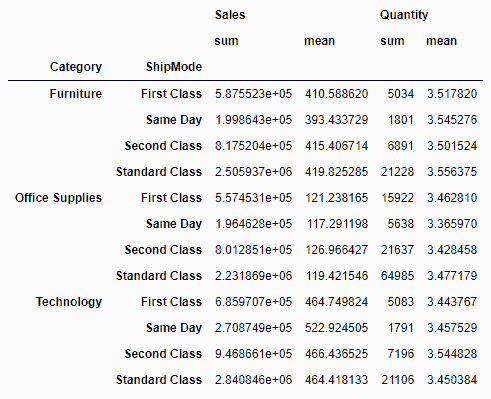 Sales Quantity
sum mean sum mean
Category ShipMode
Furniture First Class 5.875523e+05 410.588620 5034 3.517820
Same Day 1.998643e+05 393.433729 1801 3.545276
Second Class 8.175204e+05 415.406714 6891 3.501524
Standard Class 2.505937e+06 419.825285 21228 3.556375
Office Supplies First Class 5.574531e+05 121.238165 15922 3.462810
Same Day 1.964628e+05 117.291198 5638 3.365970
Second Class 8.012851e+05 126.966427 21637 3.428458
Standard Class 2.231869e+06 119.421546 64985 3.477179
Technology First Class 6.859707e+05 464.749824 5083 3.443767
Same Day 2.708749e+05 522.924505 1791 3.457529
Second Class 9.468661e+05 466.436525 7196 3.544828
Standard Class 2.840846e+06 464.418133 21106 3.450384